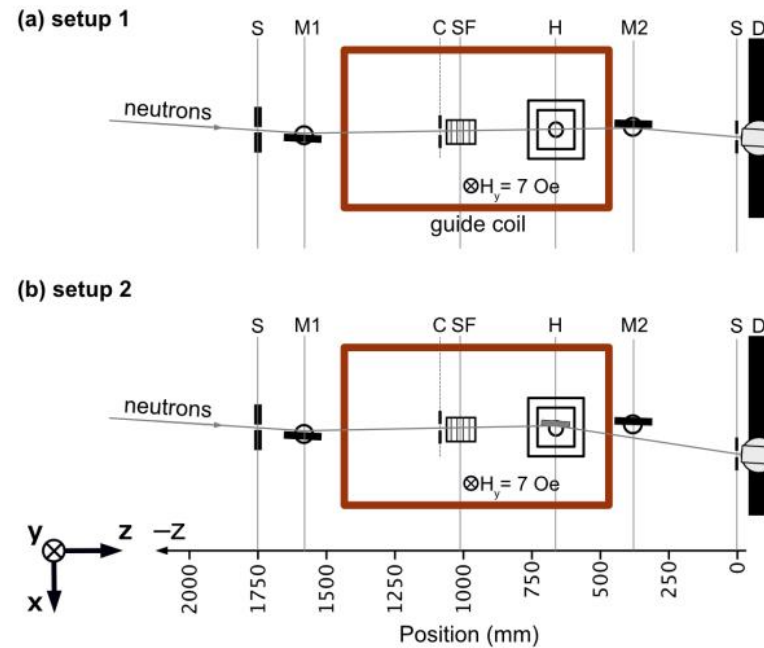 (a) setup 1
S M1 C SF H M2 S D
neutrons
⊗H_y = 7 Oe
guide coil
(b) setup 2
S M1 C SF H M2 S D
neutrons
⊗H_y = 7 Oe
y z −Z
x
2000 1750 1500 1250 1000 750 500 250 0
Position (mm)